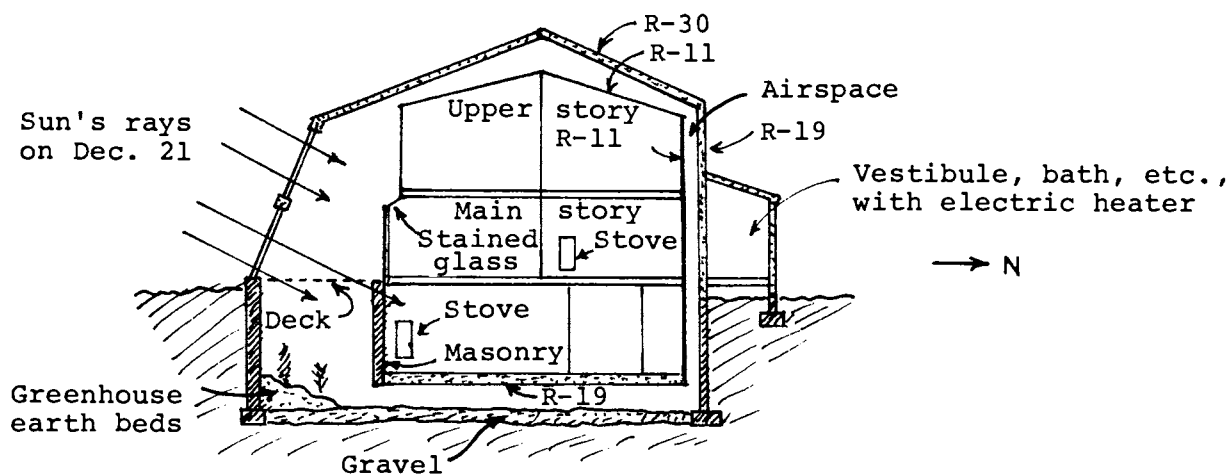 R-30
R-11
Airspace
R-19
Sun's rays
on Dec. 21
Upper story
R-11
Vestibule, bath, etc.,
with electric heater
Main story
Stained
glass
Stove
N
Deck
Stove
Masonry
Greenhouse
earth beds
R-19
Gravel